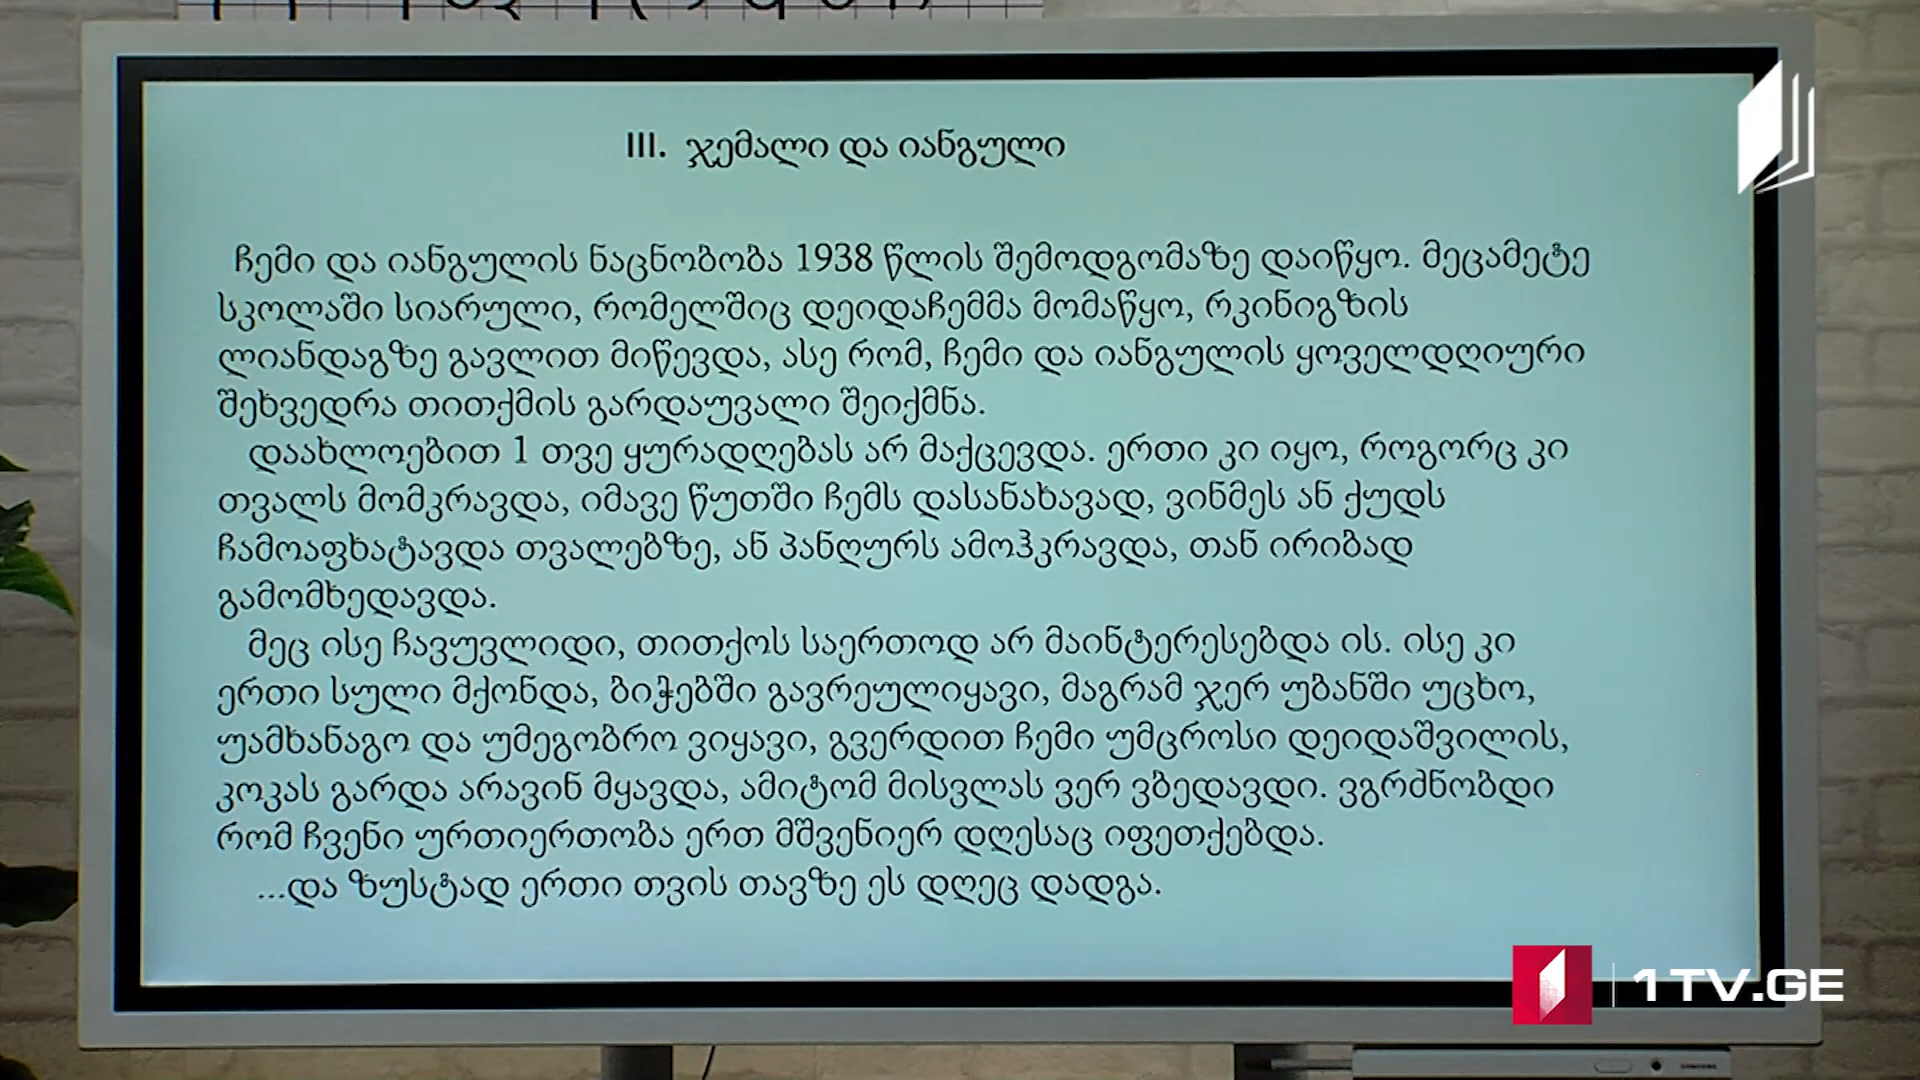 III. ჯემალი და იანგული
ჩემი და იანგულის ნაცნობობა 1938 წლის შემოდგომაზე დაიწყო. მეცამეტე
სკოლაში სიარული, რომელშიც დეიდაჩემმა მომაწყო, რკინიგზის
ლიანდაგზე გავლით მიწევდა, ასე რომ, ჩემი და იანგულის ყოველდღიური
შეხვედრა თითქმის გარდაუვალი შეიქმნა.
დაახლოებით 1 თვე ყურადღებას არ მაქცევდა. ერთი კი იყო, როგორც კი
თვალს მომკრავდა, იმავე წუთში ჩემს დასანახავად, ვინმეს ან ქუდს
ჩამოაფხატავდა თვალებზე, ან პანღურს ამოჰკრავდა, თან ირიბად
გამომხედავდა.
მეც ისე ჩავუვლიდი, თითქოს საერთოდ არ მაინტერესებდა ის. ისე კი
ერთი სული მქონდა, ბიჭებში გავრეულიყავი, მაგრამ ჯერ უბანში უცხო,
უამხანაგო და უმეგობრო ვიყავი, გვერდით ჩემი უმცროსი დეიდაშვილის,
კოკას გარდა არავინ მყავდა, ამიტომ მისვლას ვერ ვბედავდი. ვგრძნობდი
რომ ჩვენი ურთიერთობა ერთ მშვენიერ დღესაც იფეთქებდა.
...და ზუსტად ერთი თვის თავზე ეს დღეც დადგა.
1TV.GE